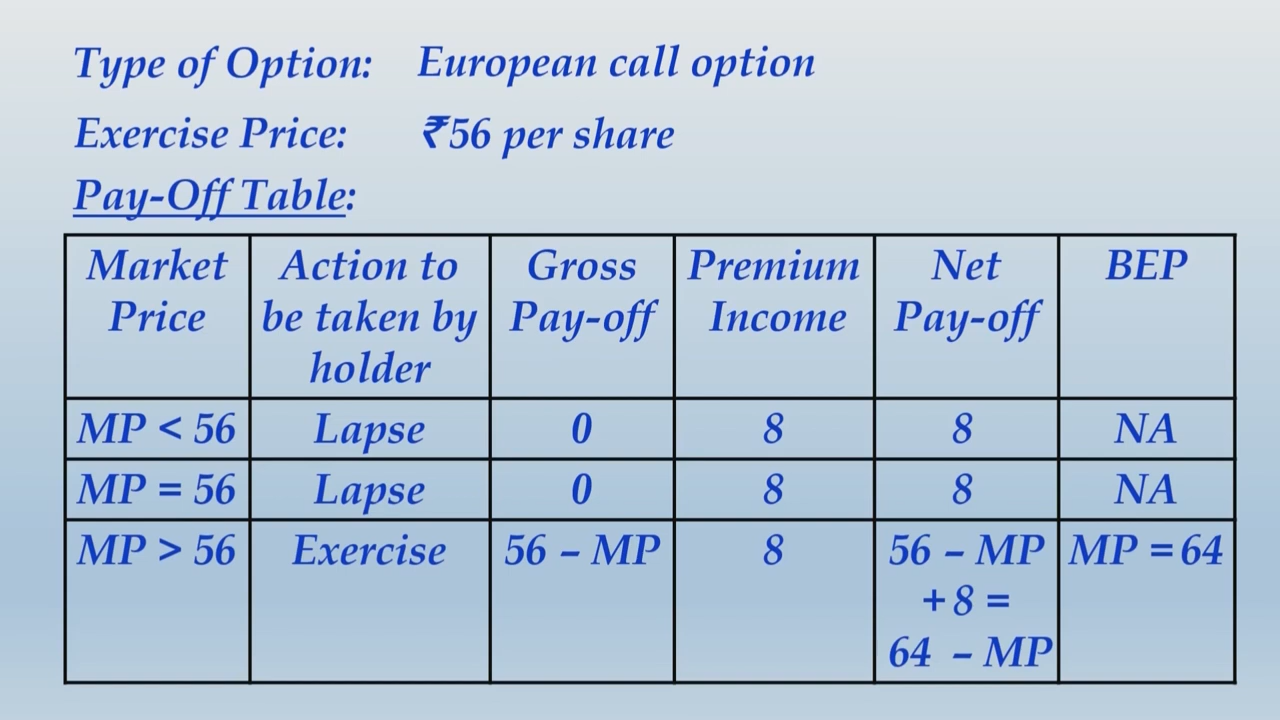 Type of Option: European call option
Exercise Price: ₹56 per share
Pay-Off Table:
Market Price
Action to be taken by holder
Gross Pay-off
Premium Income
Net Pay-off
BEP
MP < 56 Lapse 0 8 8 NA
MP = 56 Lapse 0 8 8 NA
MP > 56 Exercise 56 – MP 8 56 – MP MP = 64
+ 8 =
64 – MP